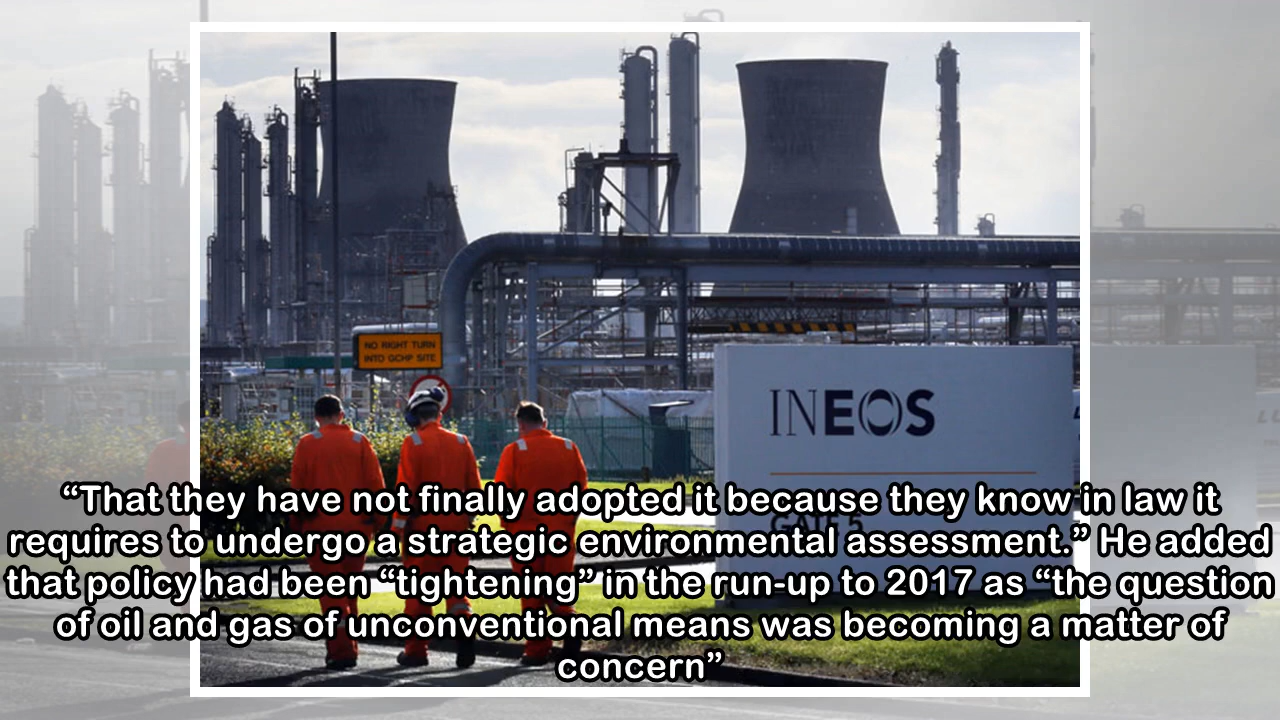 NO RIGHT TURN
INTO GCHP SITE
INEOS
GATE 5
“That they have not finally adopted it because they know in law it
requires to undergo a strategic environmental assessment.” He added
that policy had been “tightening” in the run-up to 2017 as “the question
of oil and gas of unconventional means was becoming a matter of
concern”